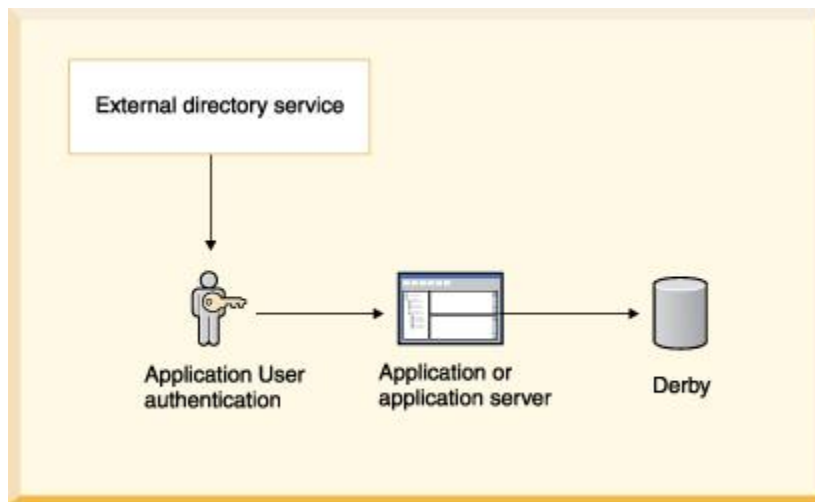 External directory service
Application User
authentication
Application or
application server
Derby